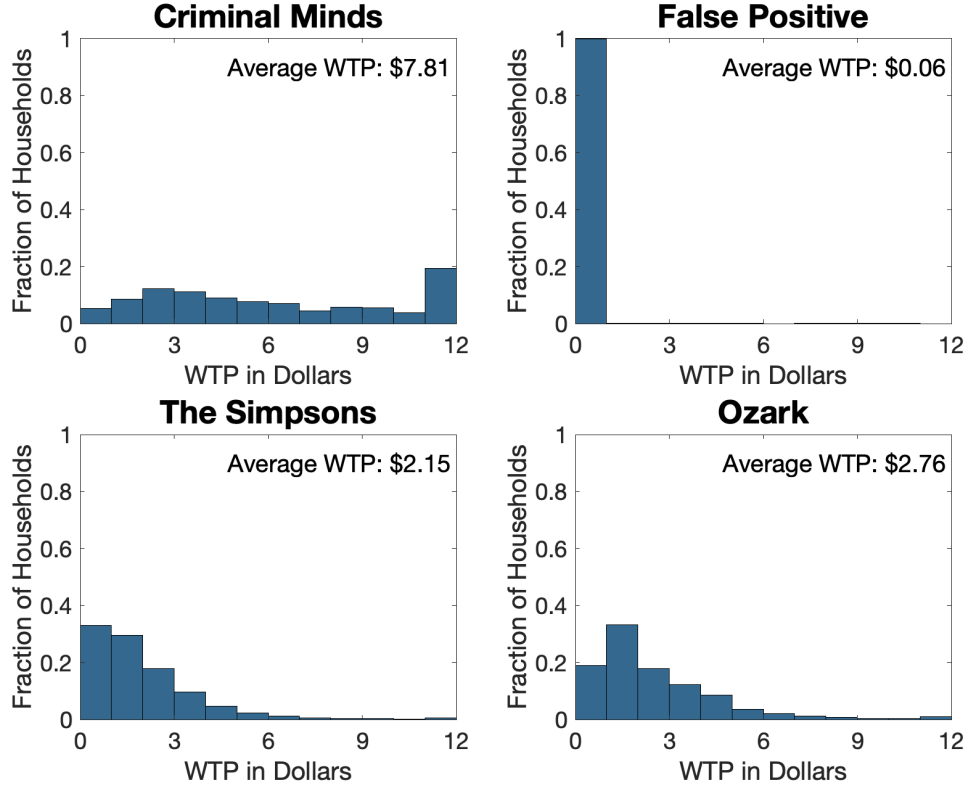 Criminal Minds
Average WTP: $7.81
Fraction of Households
1
0.8
0.6
0.4
0.2
0
0 3 6 9 12
WTP in Dollars
False Positive
Average WTP: $0.06
Fraction of Households
1
0.8
0.6
0.4
0.2
0
0 3 6 9 12
WTP in Dollars
The Simpsons
Average WTP: $2.15
Fraction of Households
1
0.8
0.6
0.4
0.2
0
0 3 6 9 12
WTP in Dollars
Ozark
Average WTP: $2.76
Fraction of Households
1
0.8
0.6
0.4
0.2
0
0 3 6 9 12
WTP in Dollars